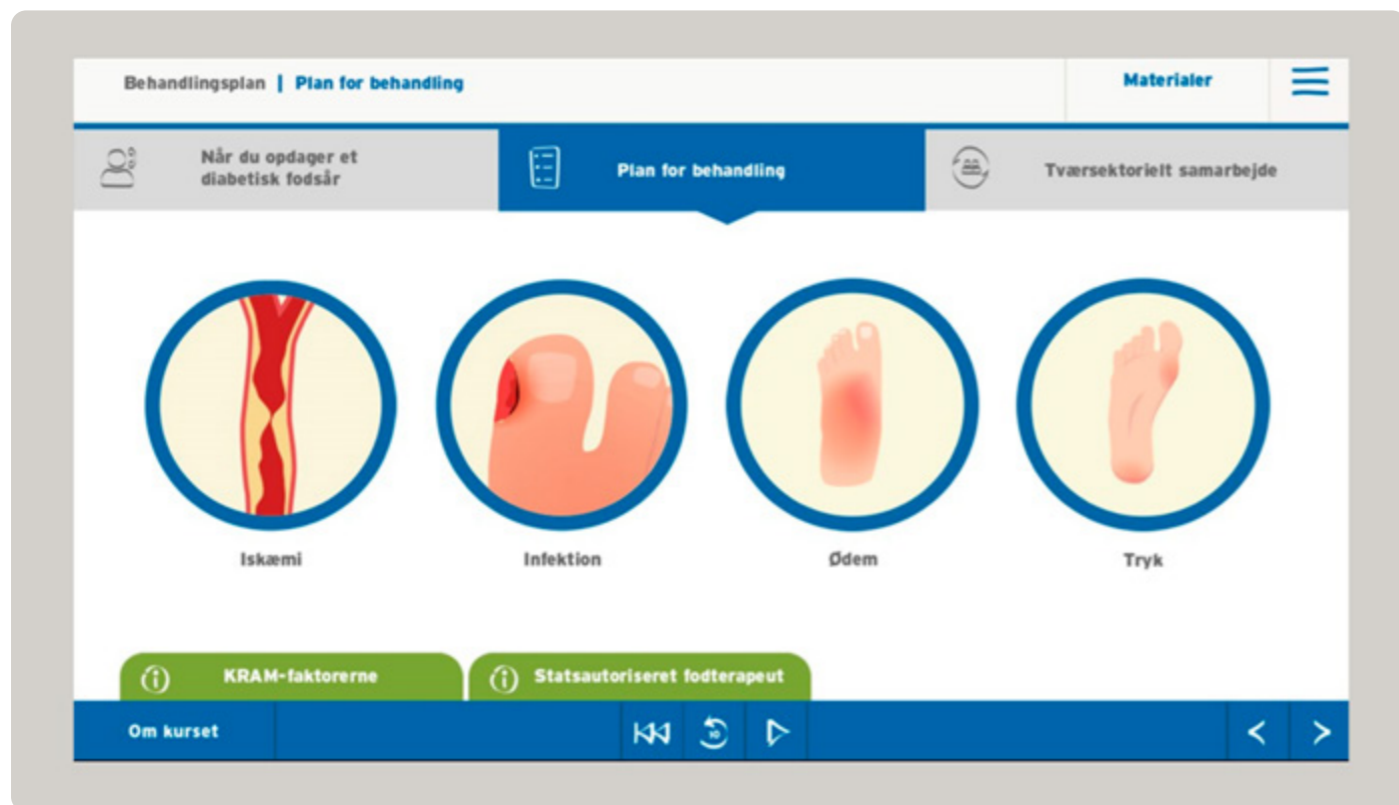 Behandlingsplan | Plan for behandling
Materialer
Når du opdager et
diabetisk fodsår
Plan for behandling
Tværsektorielt samarbejde
Iskæmi
Infektion
Ødem
Tryk
KRAM-faktorerne
Statsautoriseret fodterapeut
Om kurset
10